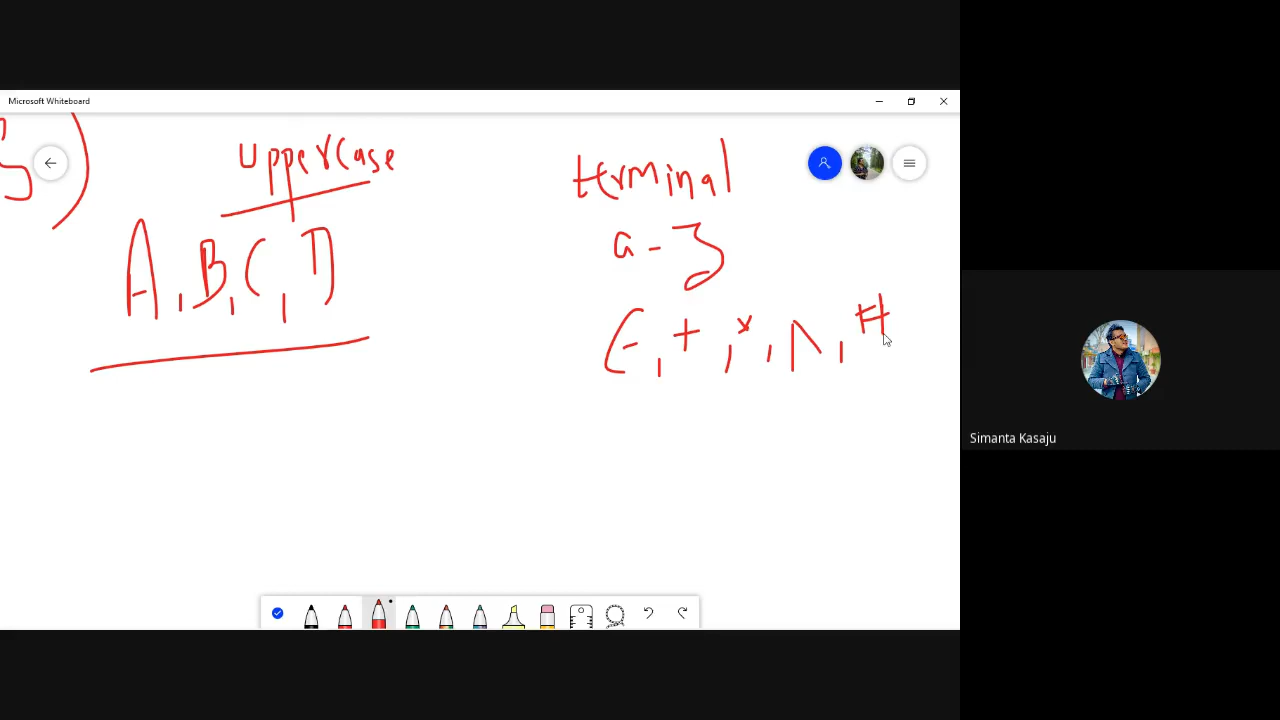 Microsoft Whiteboard
uppercase
A, B, C, D
terminal
a - z
ε, +, *, ^, #
Simanta Kasaju